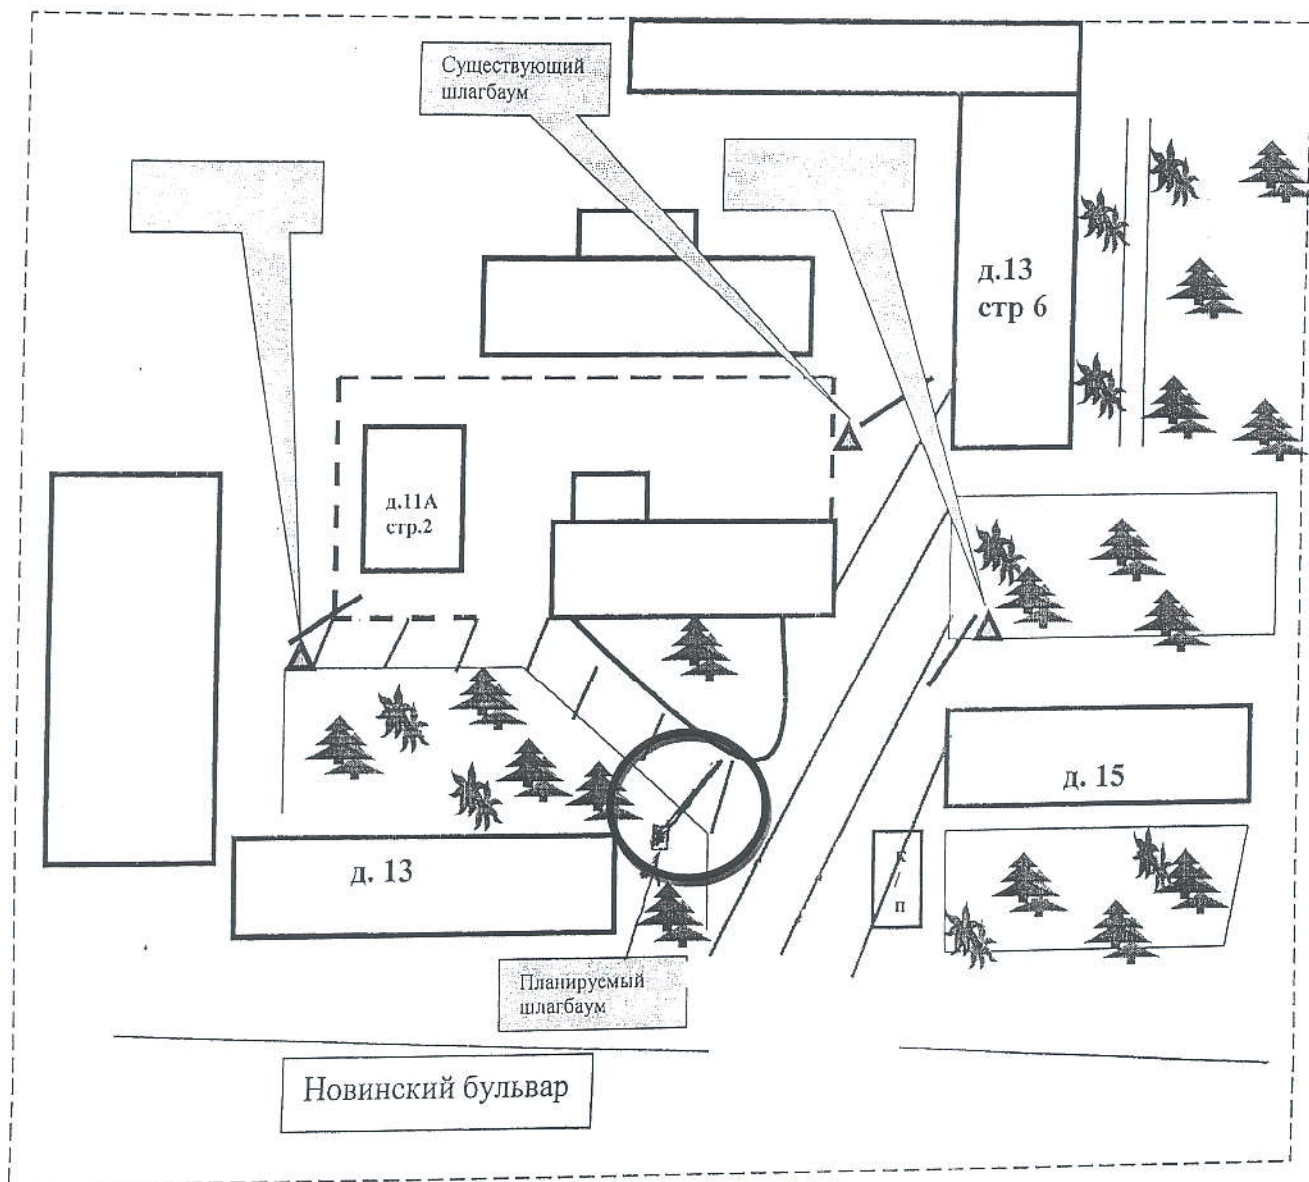 Существующий
шлагбаум
д.13
стр 6
д.11А
стр.2
д. 15
д. 13
к
/
п
Планируемый
шлагбаум
Новинский бульвар